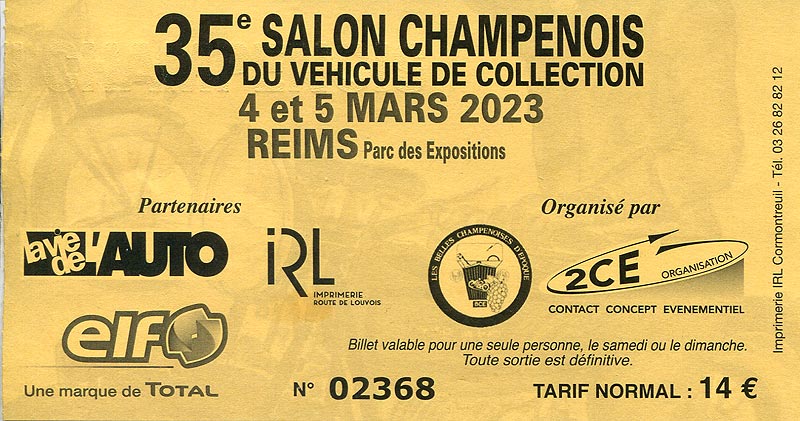 35e SALON CHAMPENOIS
DU VEHICULE DE COLLECTION
4 et 5 MARS 2023
REIMS Parc des Expositions
Partenaires
Organisé par
la vie de L'AUTO
iRL
IMPRIMERIE
ROUTE DE LOUVOIS
LES BELLES CHAMPENOISES D'EPOQUE
BCE
2CE ORGANISATION
CONTACT CONCEPT EVENEMENTIEL
elf
Une marque de TOTAL
Billet valable pour une seule personne, le samedi ou le dimanche.
Toute sortie est définitive.
N° 02368
TARIF NORMAL : 14 €
Imprimerie IRL Cormontreuil - Tél. 03 26 82 82 12